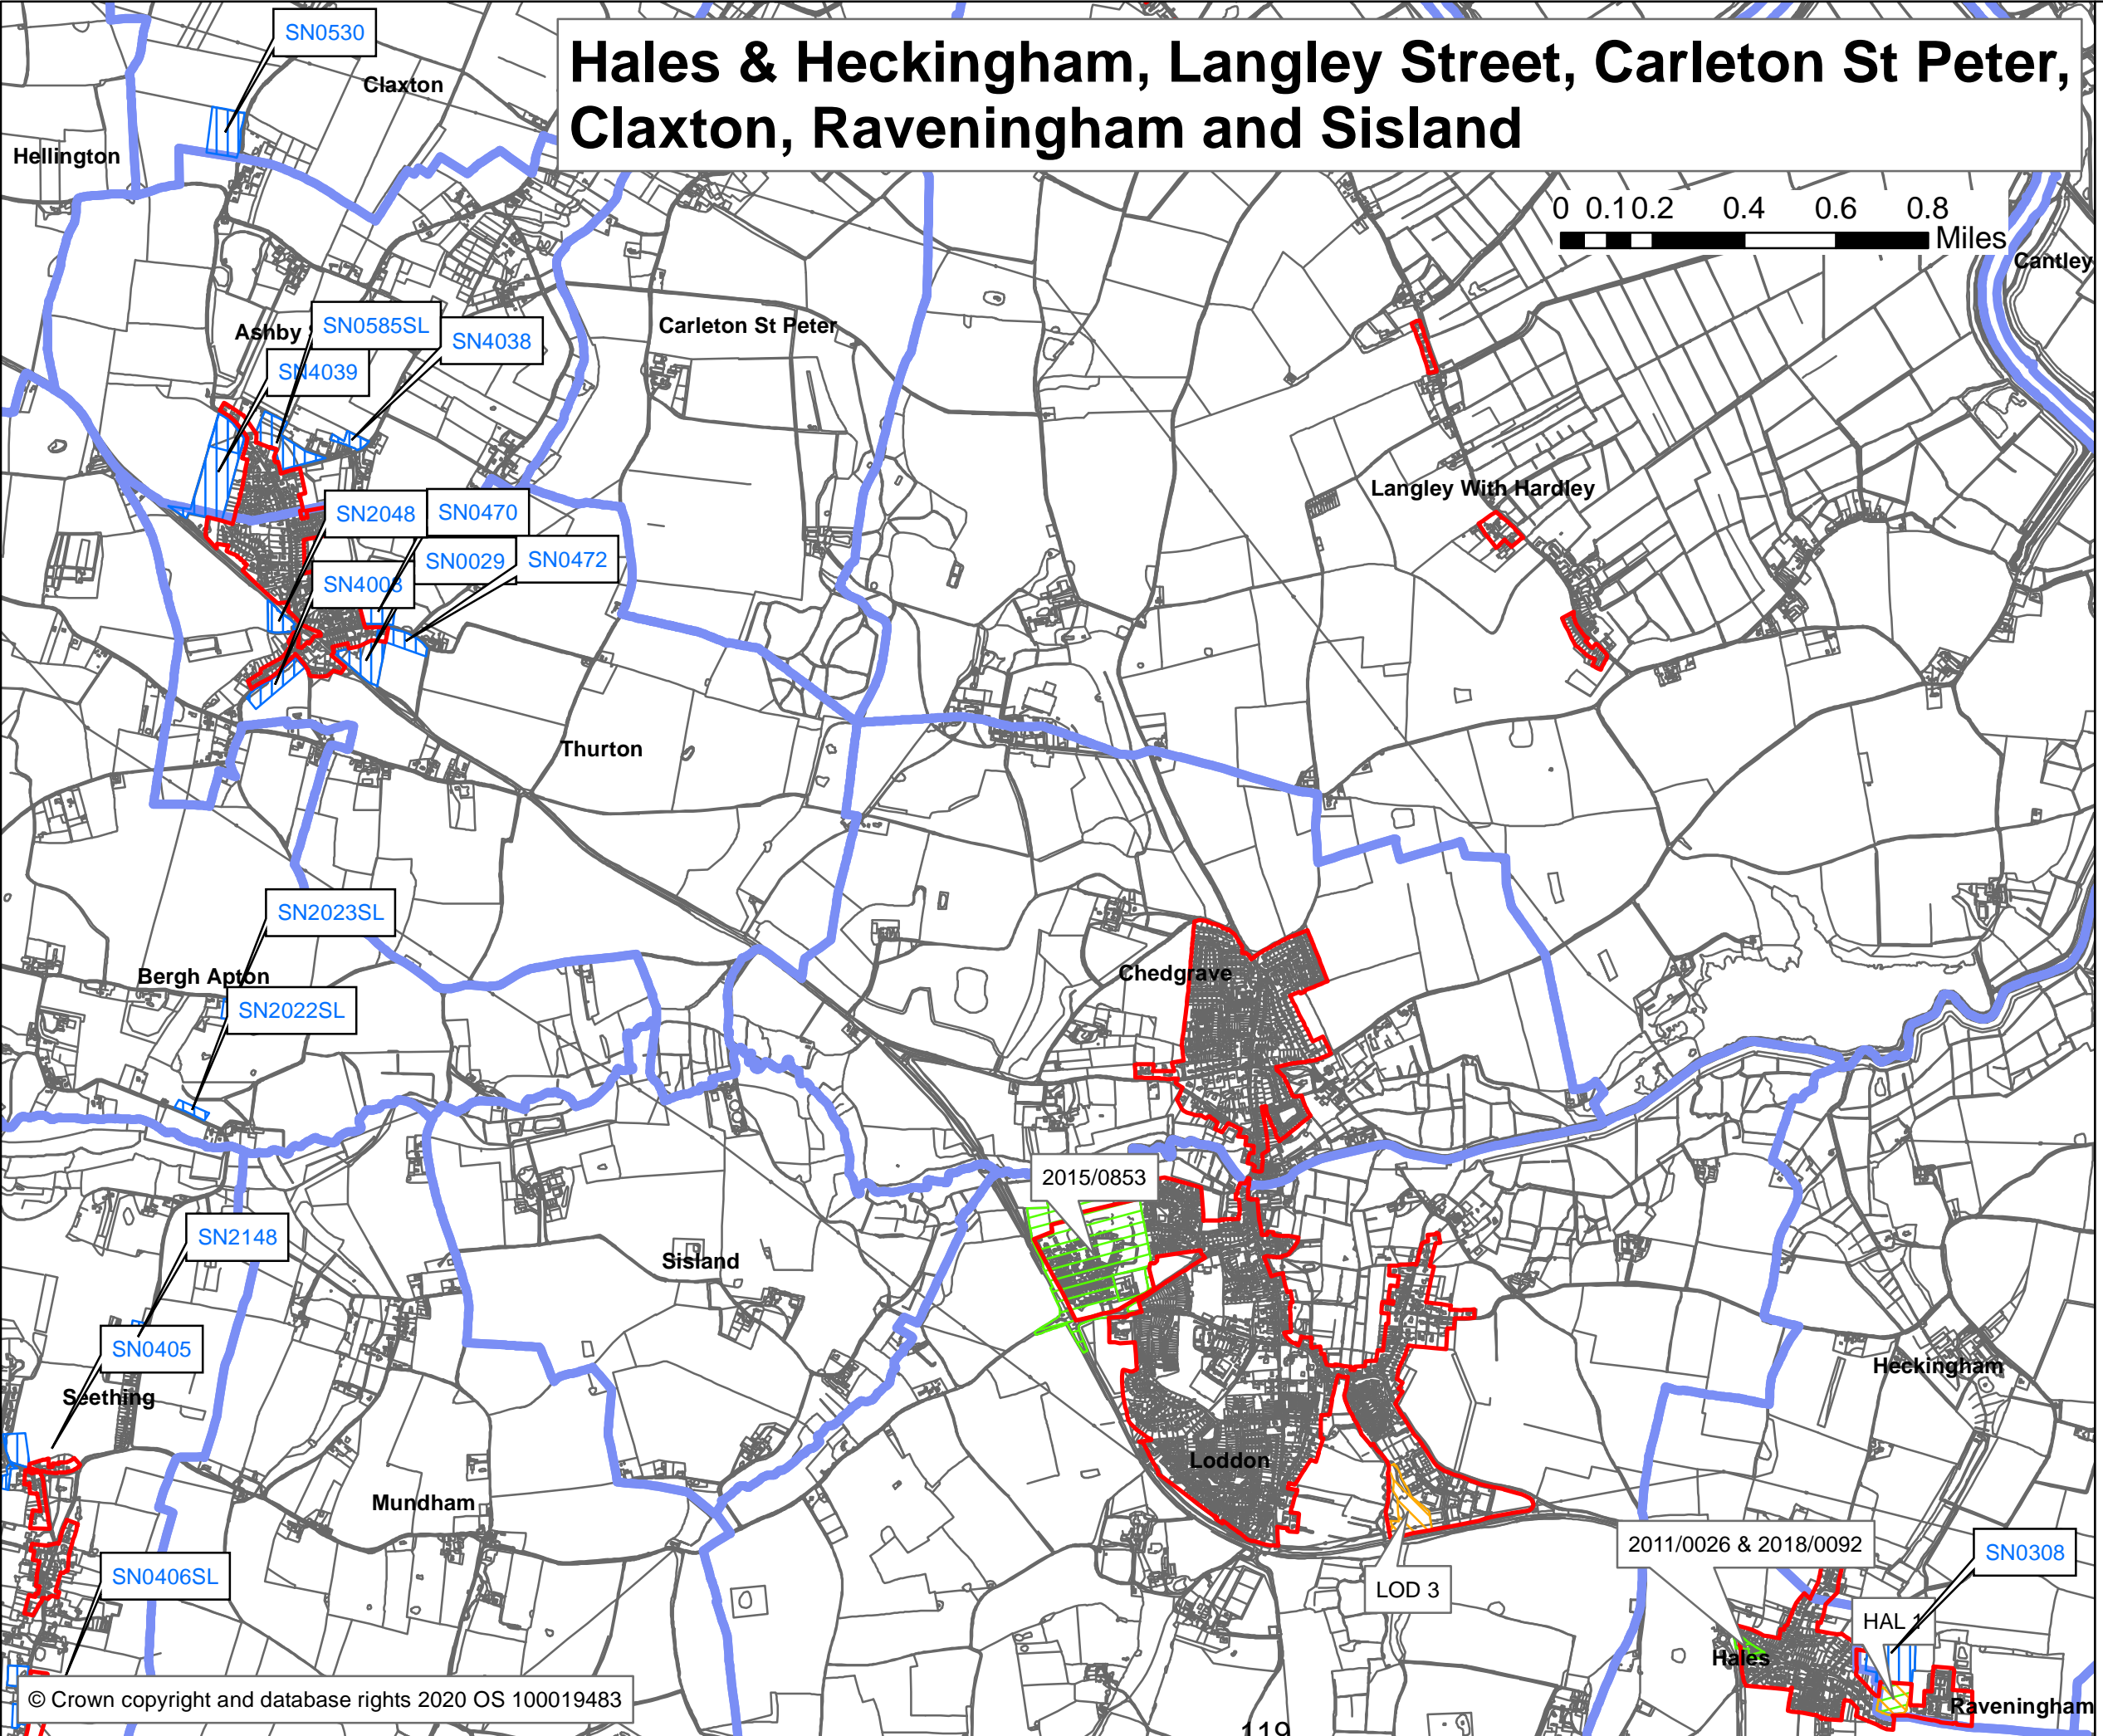 Hales & Heckingham, Langley Street, Carleton St Peter,
Claxton, Raveningham and Sisland
SN0530
Claxton
Hellington
0 0.1 0.2 0.4 0.6 0.8
Miles
Cantley
Ashby
SN0585SL
SN4038
SN4039
Carleton St Peter
SN2048
SN0470
SN0029
SN0472
SN4008
Langley With Hardley
Thurton
SN2023SL
Bergh Apton
SN2022SL
Chedgrave
2015/0853
SN2148
Sisland
SN0405
Seething
Heckingham
Loddon
Mundham
2011/0026 & 2018/0092
SN0308
SN0406SL
LOD 3
HAL 1
Hales
Raveningham
© Crown copyright and database rights 2020 OS 100019483
119